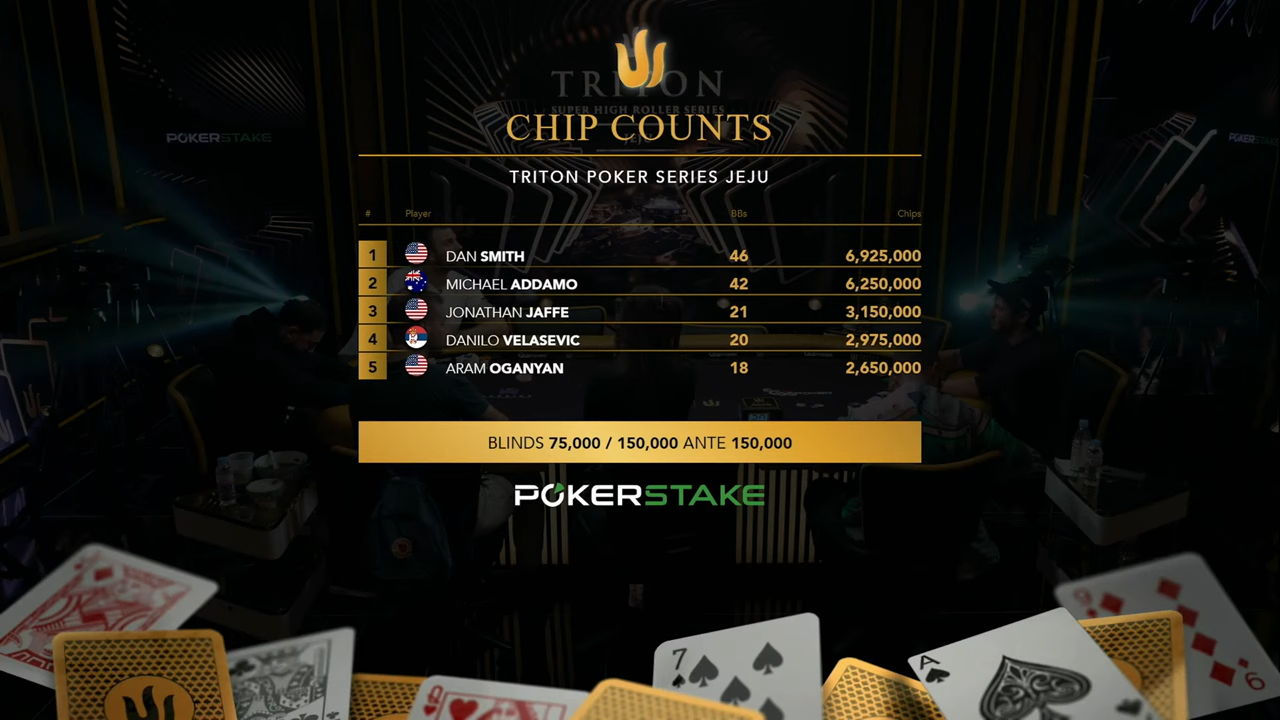 TRITON
SUPER HIGH ROLLER SERIES
CHIP COUNTS
POKERSTAKE
POKERSTAKE
TRITON POKER SERIES JEJU
# Player BBs Chips
1 DAN SMITH 46 6,925,000
2 MICHAEL ADDAMO 42 6,250,000
3 JONATHAN JAFFE 21 3,150,000
4 DANILO VELASEVIC 20 2,975,000
5 ARAM OGANYAN 18 2,650,000
BLINDS 75,000 / 150,000 ANTE 150,000
POKERSTAKE
7
A
9
9